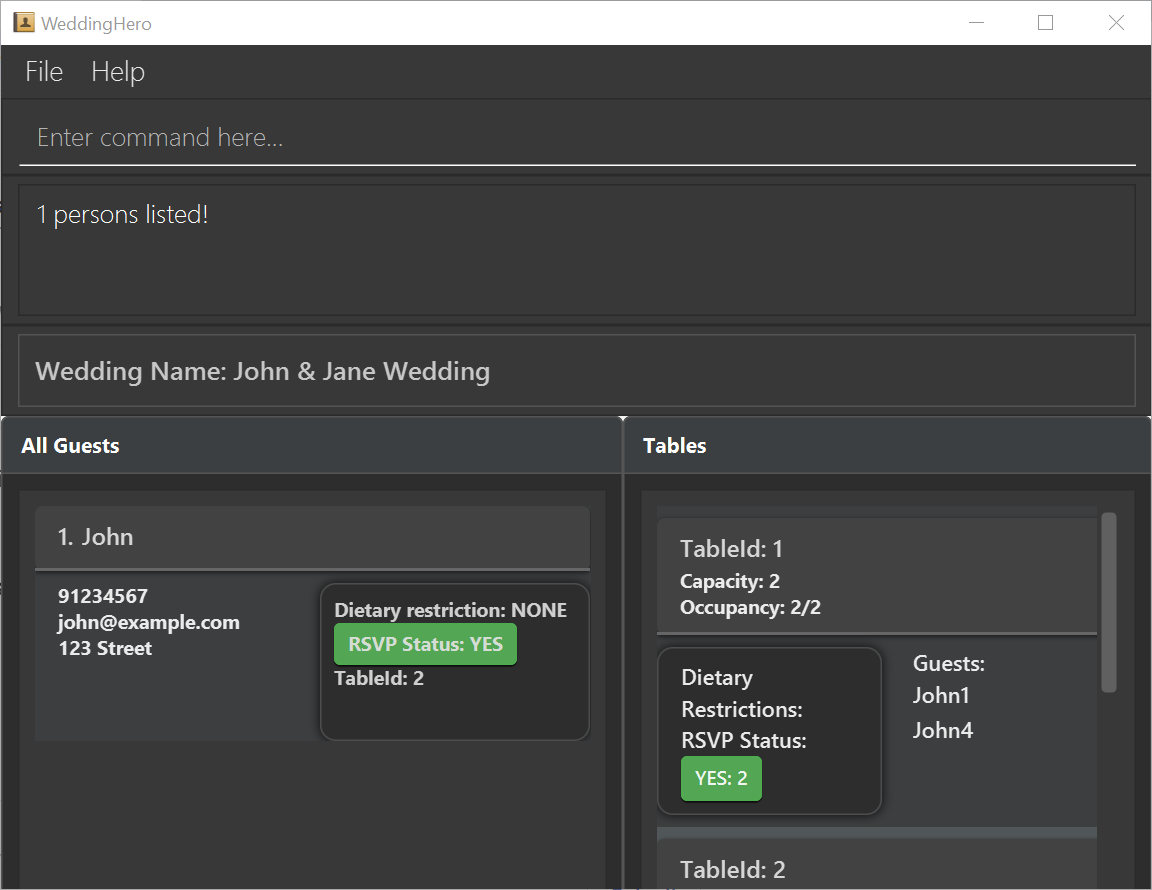 WeddingHero
File Help
Enter command here...
1 persons listed!
Wedding Name: John & Jane Wedding
All Guests
1. John
91234567
john@example.com
123 Street
Dietary restriction: NONE
RSVP Status: YES
TableId: 2
Tables
TableId: 1
Capacity: 2
Occupancy: 2/2
Dietary
Restrictions:
RSVP Status:
YES: 2
Guests:
John1
John4
TableId: 2